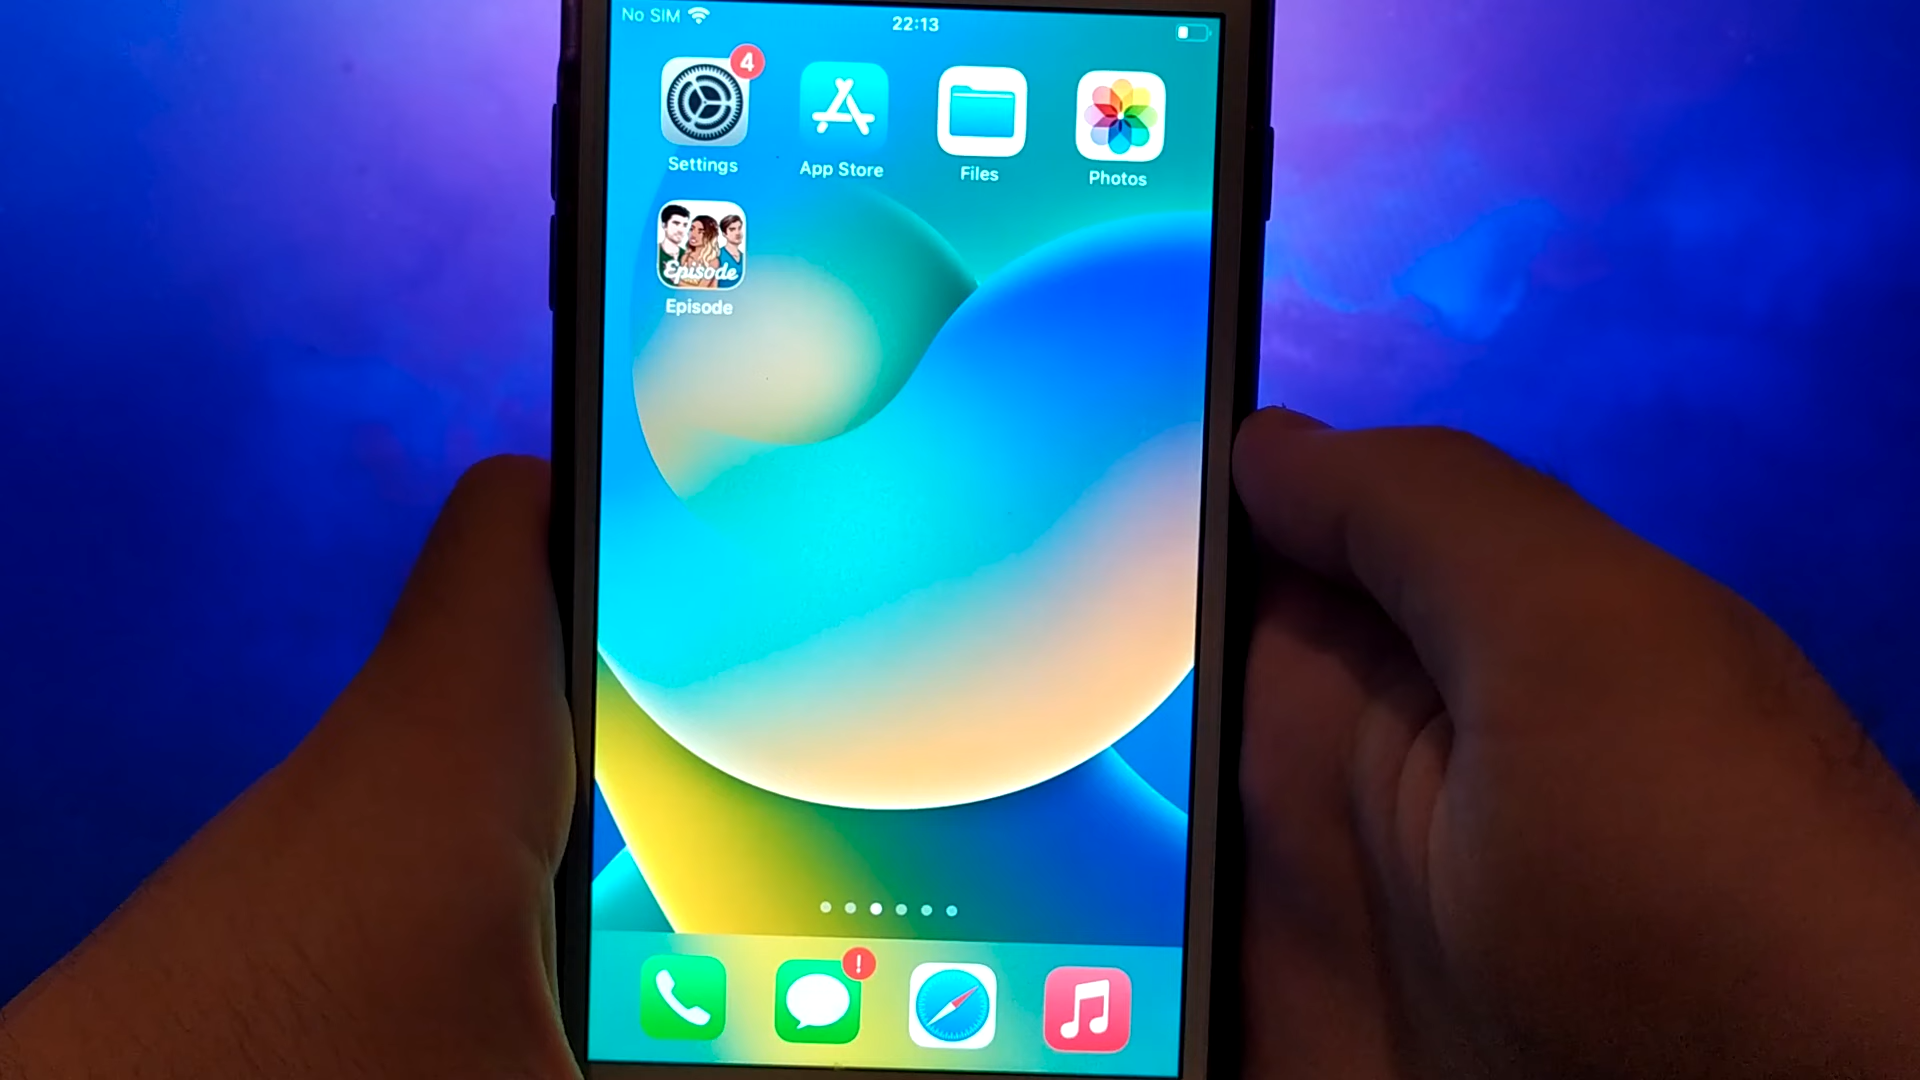 No SIM
22:13
4
Settings
App Store
Files
Photos
Episode
Episode
!